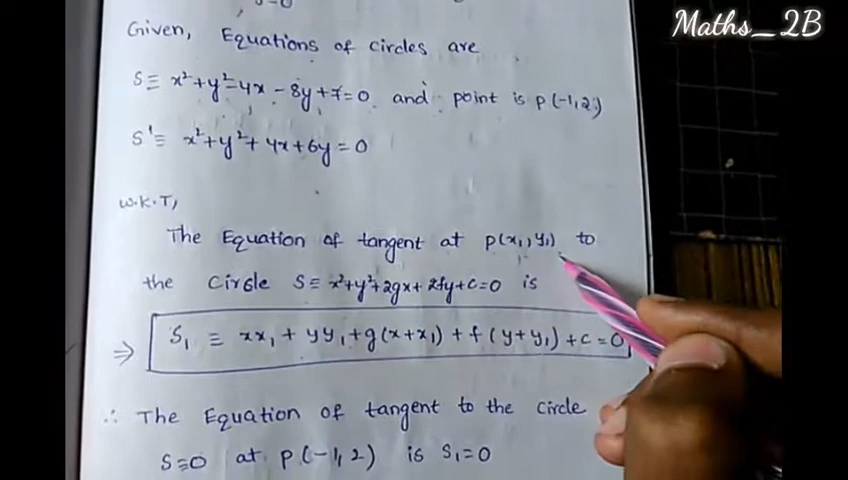 Maths_2B
Given, Equations of circles are
S≡ x²+y²-4x-8y+7=0 and point is P(-1,2)
S'≡ x²+y²+4x+6y=0
W.K.T,
The Equation of tangent at P(x₁,y₁) to
the Circle S≡ x²+y²+2gx+2fy+c=0 is
⇒ S₁ ≡ xx₁+yy₁+g(x+x₁)+f(y+y₁)+c=0
∴ The Equation of tangent to the circle
S≡0 at P(-1,2) is S₁=0